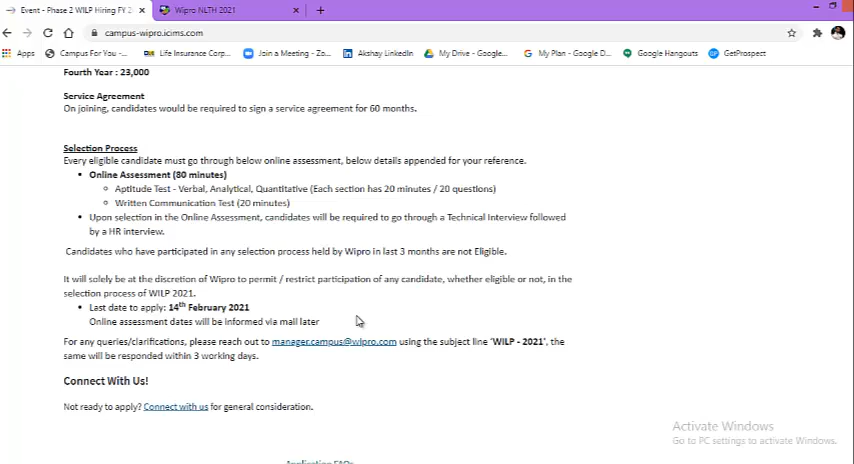 Event - Phase 2 WILP Hiring FY 2
Wipro NLTH 2021
campus-wipro.icims.com
Apps
Campus For You -...
Life Insurance Corp...
Join a Meeting - Zo...
Akshay LinkedIn
My Drive - Google...
My Plan - Google D...
Google Hangouts
GetProspect
Fourth Year : 23,000
Service Agreement
On joining, candidates would be required to sign a service agreement for 60 months.
Selection Process
Every eligible candidate must go through below online assessment, below details appended for your reference.
• Online Assessment (80 minutes)
○ Aptitude Test - Verbal, Analytical, Quantitative (Each section has 20 minutes / 20 questions)
○ Written Communication Test (20 minutes)
• Upon selection in the Online Assessment, candidates will be required to go through a Technical Interview followed
by a HR interview.
Candidates who have participated in any selection process held by Wipro in last 3 months are not Eligible.
It will solely be at the discretion of Wipro to permit / restrict participation of any candidate, whether eligible or not, in the
selection process of WILP 2021.
• Last date to apply: 14th February 2021
Online assessment dates will be informed via mail later
For any queries/clarifications, please reach out to manager.campus@wipro.com using the subject line 'WILP - 2021', the
same will be responded within 3 working days.
Connect With Us!
Not ready to apply? Connect with us for general consideration.
Activate Windows
Go to PC settings to activate Windows.
Application FAQs